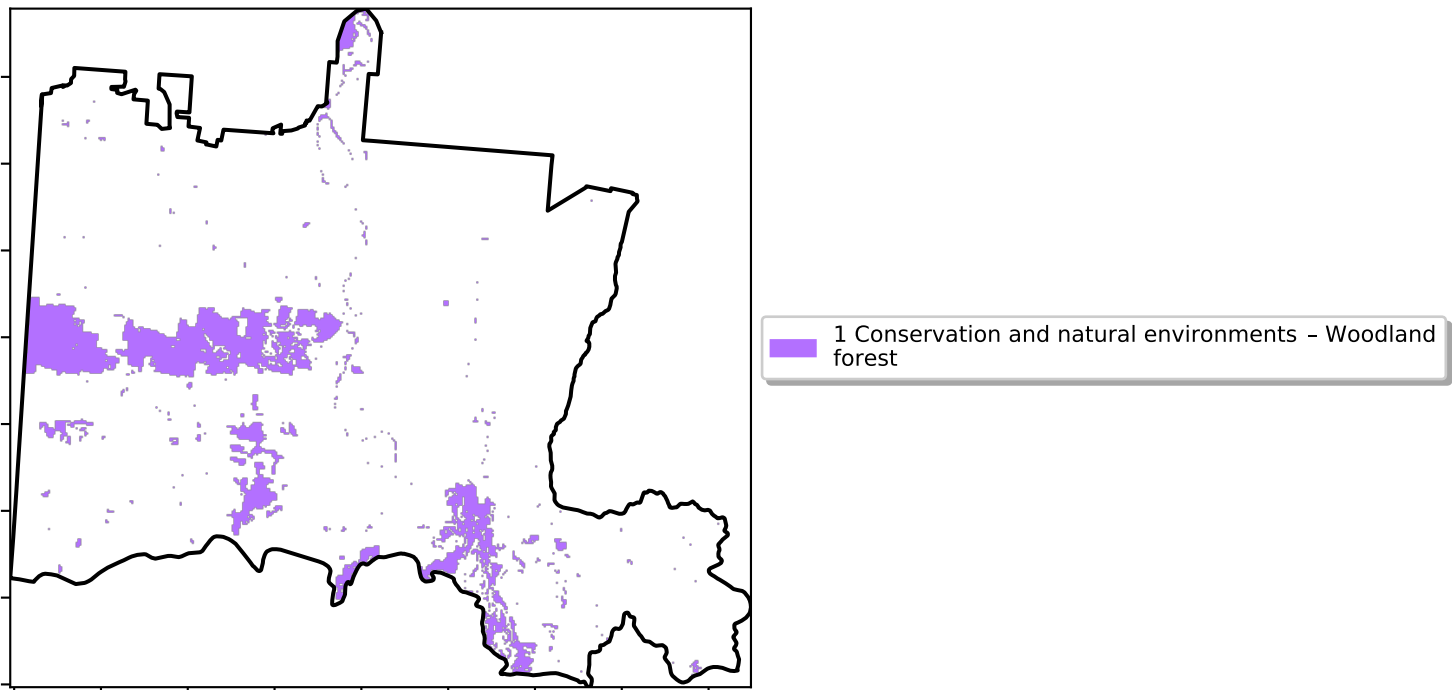 1 Conservation and natural environments – Woodland
forest